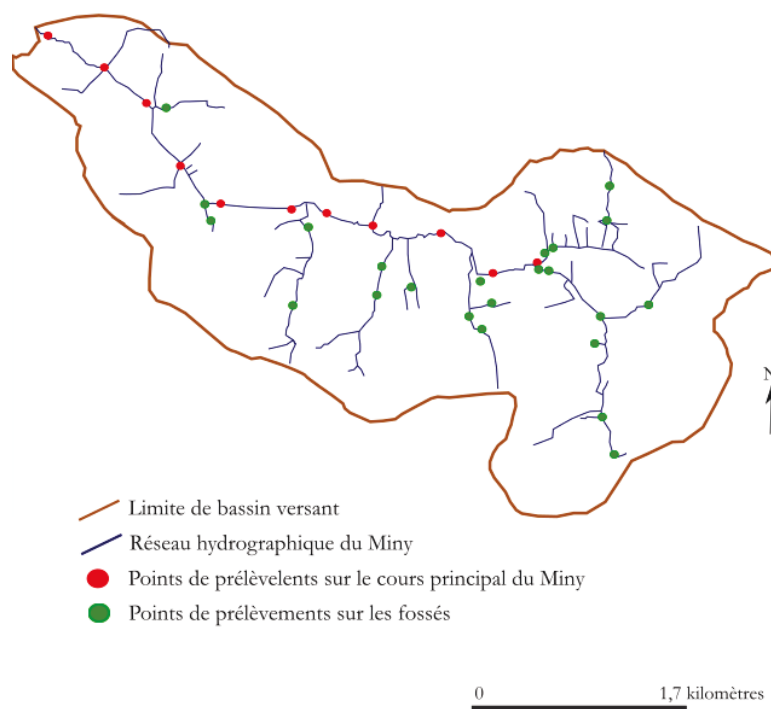 N
Limite de bassin versant
Réseau hydrographique du Miny
Points de prélèvelents sur le cours principal du Miny
Points de prélèvements sur les fossés
0 1,7 kilomètres